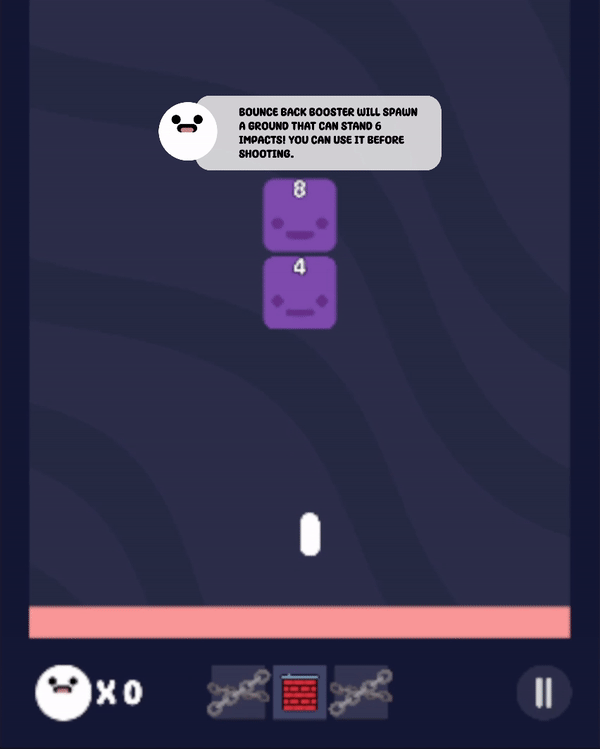 BOUNCE BACK BOOSTER WILL SPAWN
A GROUND THAT CAN STAND 6
IMPACTS! YOU CAN USE IT BEFORE
SHOOTING.
8
4
X 0